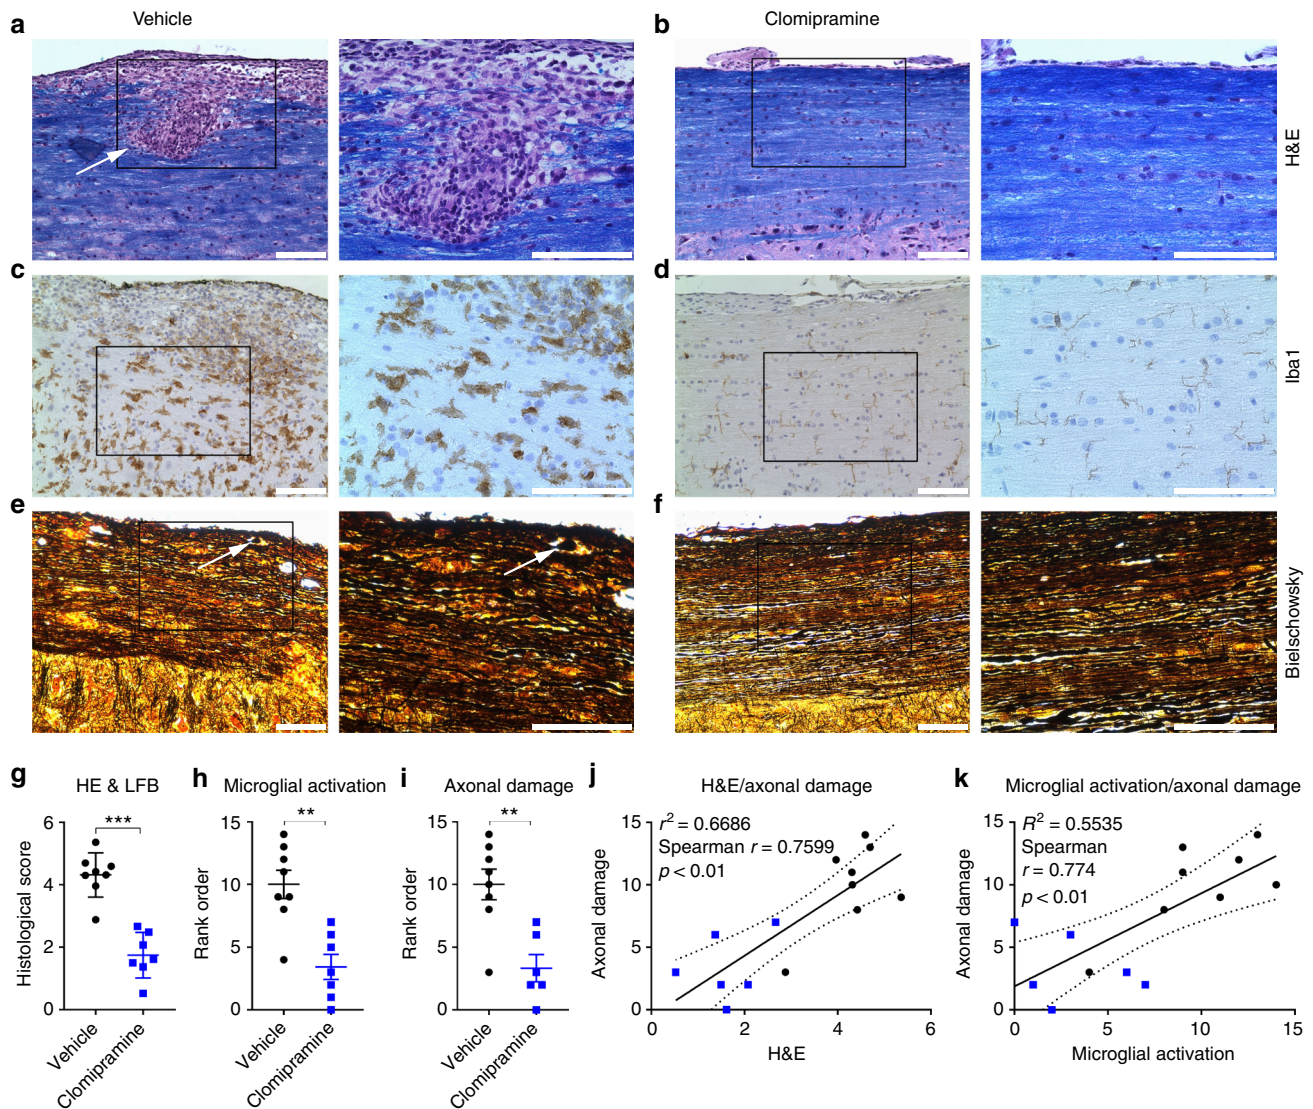 a Vehicle
b Clomipramine
H&E
c
d
Iba1
e
f
Bielschowsky
g HE & LFB
***
Histological score
6
4
2
0
Vehicle
Clomipramine
h Microglial activation
**
Rank order
15
10
5
0
Vehicle
Clomipramine
i Axonal damage
**
Rank order
15
10
5
0
Vehicle
Clomipramine
j H&E/axonal damage
r² = 0.6686
Spearman r = 0.7599
p < 0.01
Axonal damage
15
10
5
0
0 2 4 6
H&E
k Microglial activation/axonal damage
R² = 0.5535
Spearman
r = 0.774
p < 0.01
Axonal damage
15
10
5
0
0 5 10 15
Microglial activation